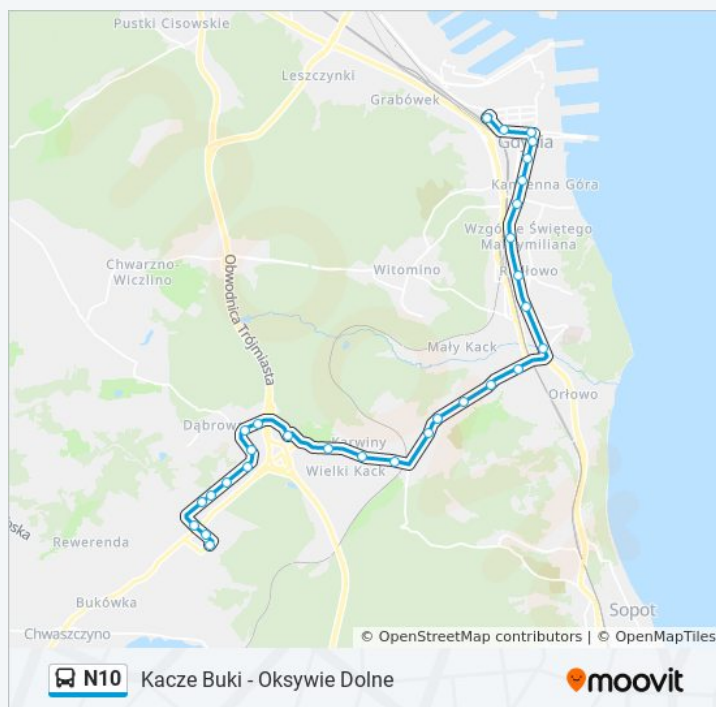 Pustki Cisowskie
Leszczynki
Grabówek
Gdynia
Kamienna Góra
Wzgórze Świętego
Maksymiliana
Redłowo
Chwarzno-
Wiczlino
Witomino
Obwodnica Trójmiasta
Mały Kack
Orłowo
Dąbrowa
Karwiny
Wielki Kack
ńska
Rewerenda
Bukówka
Sopot
Chwaszczyno
© OpenStreetMap contributors | © OpenMapTiles
N10 Kacze Buki - Oksywie Dolne
moovit